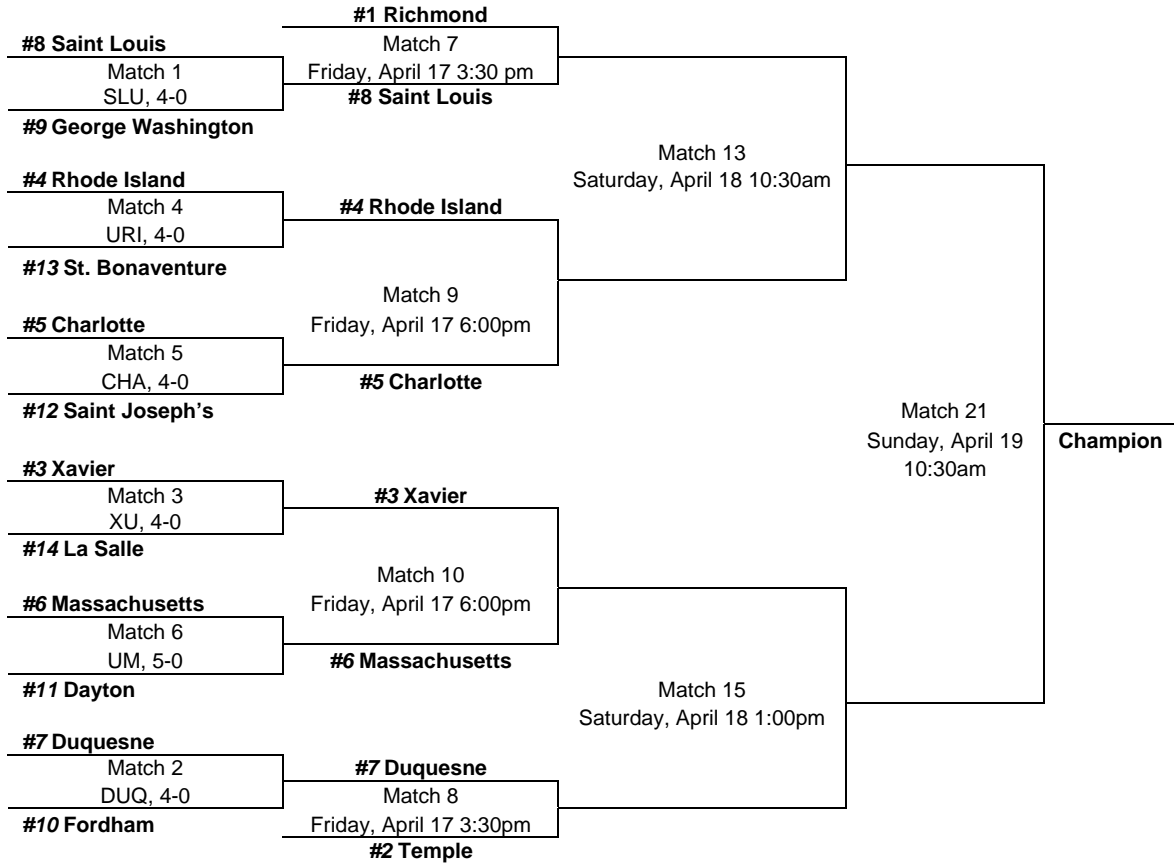 #1 Richmond
#8 Saint Louis
Match 7
Match 1
Friday, April 17 3:30 pm
SLU, 4-0
#8 Saint Louis
#9 George Washington
Match 13
#4 Rhode Island
Saturday, April 18 10:30am
Match 4
#4 Rhode Island
URI, 4-0
#13 St. Bonaventure
Match 9
#5 Charlotte
Friday, April 17 6:00pm
Match 5
CHA, 4-0
#5 Charlotte
#12 Saint Joseph’s
Match 21
Sunday, April 19
10:30am
Champion
#3 Xavier
Match 3
#3 Xavier
XU, 4-0
#14 La Salle
Match 10
#6 Massachusetts
Friday, April 17 6:00pm
Match 6
UM, 5-0
#6 Massachusetts
#11 Dayton
Match 15
Saturday, April 18 1:00pm
#7 Duquesne
Match 2
#7 Duquesne
DUQ, 4-0
Match 8
#10 Fordham
Friday, April 17 3:30pm
#2 Temple